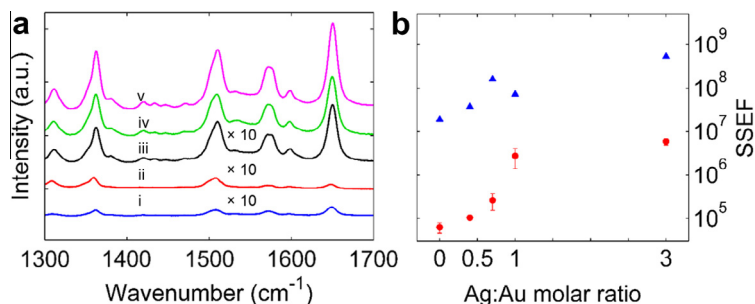 a
Intensity (a.u.)
v
iv
iii
× 10
ii
× 10
i
× 10
1300 1400 1500 1600 1700
Wavenumber (cm⁻¹)
b
10⁹
10⁸
10⁷
10⁶
10⁵
SSEF
0 0.5 1 3
Ag:Au molar ratio